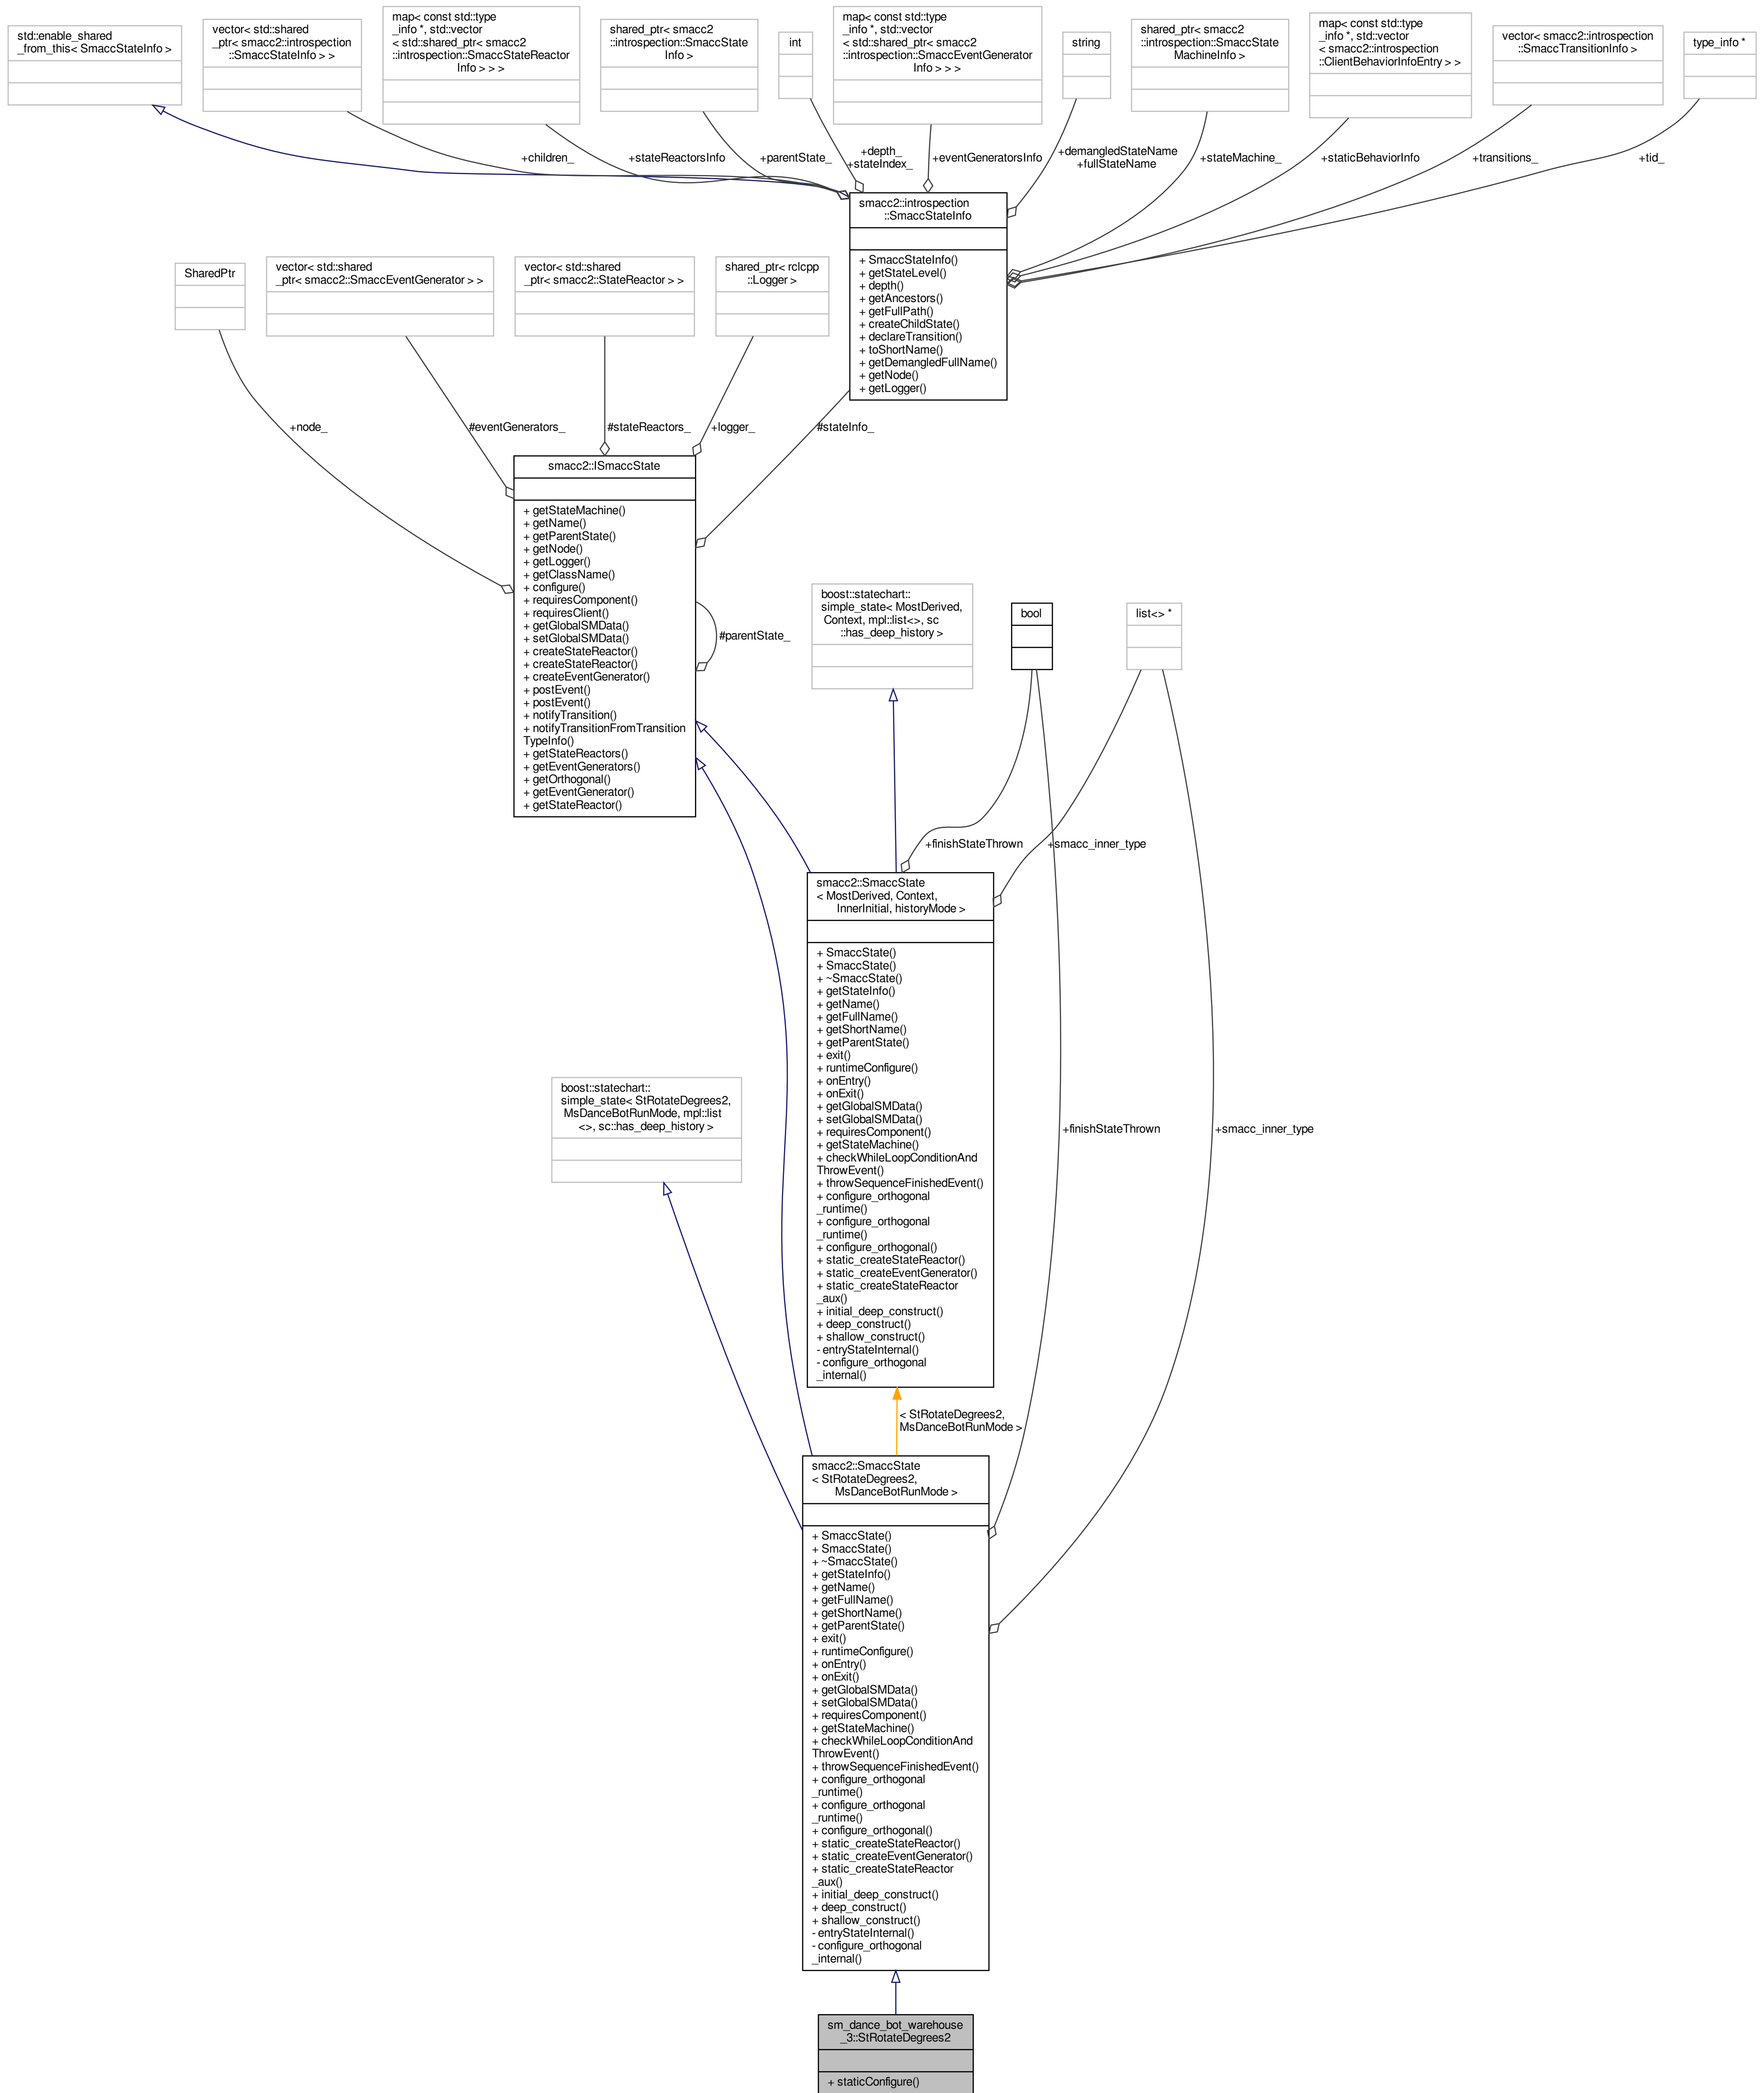 std::enable_shared
_from_this< SmaccStateInfo >
vector< std::shared
_ptr< smacc2::introspection
::SmaccStateInfo > >
map< const std::type
_info *, std::vector
< std::shared_ptr< smacc2
::introspection::SmaccStateReactor
Info > > >
shared_ptr< smacc2
::introspection::SmaccState
Info >
int
map< const std::type
_info *, std::vector
< std::shared_ptr< smacc2
::introspection::SmaccEventGenerator
Info > > >
string
shared_ptr< smacc2
::introspection::SmaccState
MachineInfo >
map< const std::type
_info *, std::vector
< smacc2::introspection
::ClientBehaviorInfoEntry > >
vector< smacc2::introspection
::SmaccTransitionInfo >
type_info *
+children_
+stateReactorsInfo
+parentState_
+depth_
+stateIndex_
+eventGeneratorsInfo
+demangledStateName
+fullStateName
+stateMachine_
+staticBehaviorInfo
+transitions_
+tid_
smacc2::introspection
::SmaccStateInfo
+ SmaccStateInfo()
+ getStateLevel()
+ depth()
+ getAncestors()
+ getFullPath()
+ createChildState()
+ declareTransition()
+ toShortName()
+ getDemangledFullName()
+ getNode()
+ getLogger()
SharedPtr
vector< std::shared
_ptr< smacc2::SmaccEventGenerator > >
vector< std::shared
_ptr< smacc2::StateReactor > >
shared_ptr< rclcpp
::Logger >
+node_
#eventGenerators_
#stateReactors_
+logger_
#stateInfo_
smacc2::ISmaccState
+ getStateMachine()
+ getName()
+ getParentState()
+ getNode()
+ getLogger()
+ getClassName()
+ configure()
+ requiresComponent()
+ requiresClient()
+ getGlobalSMData()
+ setGlobalSMData()
+ createStateReactor()
+ createStateReactor()
+ createEventGenerator()
+ postEvent()
+ postEvent()
+ notifyTransition()
+ notifyTransitionFromTransition
TypeInfo()
+ getStateReactors()
+ getEventGenerators()
+ getOrthogonal()
+ getEventGenerator()
+ getStateReactor()
#parentState_
boost::statechart::
simple_state< MostDerived,
Context, mpl::list<>, sc
::has_deep_history >
bool
list<> *
+finishStateThrown
+smacc_inner_type
smacc2::SmaccState
< MostDerived, Context,
InnerInitial, historyMode >
+ SmaccState()
+ SmaccState()
+ ~SmaccState()
+ getStateInfo()
+ getName()
+ getFullName()
+ getShortName()
+ getParentState()
+ exit()
+ runtimeConfigure()
+ onEntry()
+ onExit()
+ getGlobalSMData()
+ setGlobalSMData()
+ requiresComponent()
+ getStateMachine()
+ checkWhileLoopConditionAnd
ThrowEvent()
+ throwSequenceFinishedEvent()
+ configure_orthogonal
_runtime()
+ configure_orthogonal
_runtime()
+ configure_orthogonal()
+ static_createStateReactor()
+ static_createEventGenerator()
+ static_createStateReactor
_aux()
+ initial_deep_construct()
+ deep_construct()
+ shallow_construct()
- entryStateInternal()
- configure_orthogonal
_internal()
boost::statechart::
simple_state< StRotateDegrees2,
MsDanceBotRunMode, mpl::list
<>, sc::has_deep_history >
+finishStateThrown
+smacc_inner_type
< StRotateDegrees2,
MsDanceBotRunMode >
smacc2::SmaccState
< StRotateDegrees2,
MsDanceBotRunMode >
+ SmaccState()
+ SmaccState()
+ ~SmaccState()
+ getStateInfo()
+ getName()
+ getFullName()
+ getShortName()
+ getParentState()
+ exit()
+ runtimeConfigure()
+ onEntry()
+ onExit()
+ getGlobalSMData()
+ setGlobalSMData()
+ requiresComponent()
+ getStateMachine()
+ checkWhileLoopConditionAnd
ThrowEvent()
+ throwSequenceFinishedEvent()
+ configure_orthogonal
_runtime()
+ configure_orthogonal
_runtime()
+ configure_orthogonal()
+ static_createStateReactor()
+ static_createEventGenerator()
+ static_createStateReactor
_aux()
+ initial_deep_construct()
+ deep_construct()
+ shallow_construct()
- entryStateInternal()
- configure_orthogonal
_internal()
sm_dance_bot_warehouse
_3::StRotateDegrees2
+ staticConfigure()